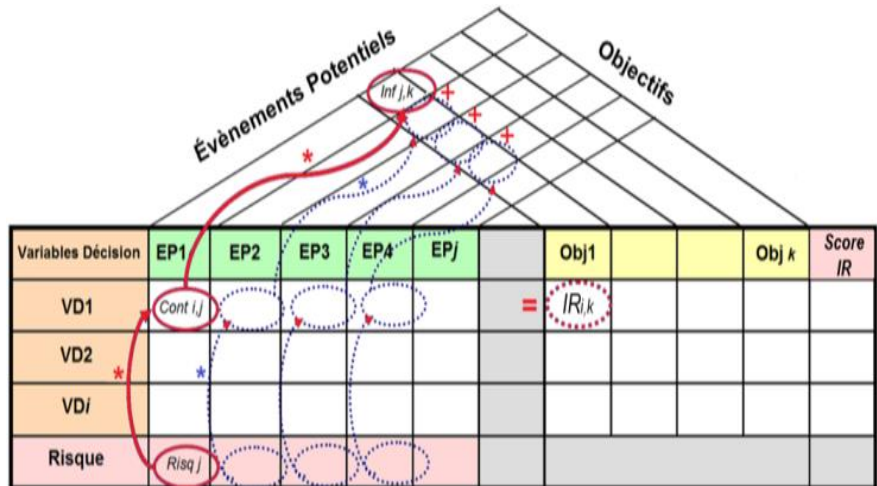 Évènements Potentiels
Objectifs
Inf j,k
+
+
+
*
*
Variables Décision EP1 EP2 EP3 EP4 EPj Obj1 Obj k Score IR
VD1 Cont i,j = IRi,k
VD2
* *
VDi
Risque Risq j